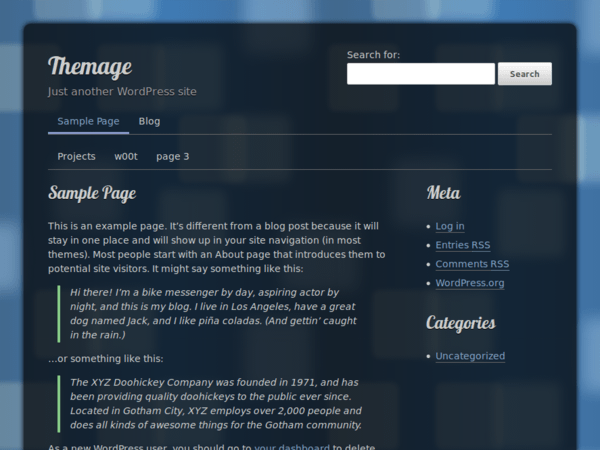 Themage
Just another WordPress site
Search for:
Search
Sample Page Blog
Projects w00t page 3
Sample Page
This is an example page. It's different from a blog post because it will
stay in one place and will show up in your site navigation (in most
themes). Most people start with an About page that introduces them to
potential site visitors. It might say something like this:
Hi there! I'm a bike messenger by day, aspiring actor by
night, and this is my blog. I live in Los Angeles, have a great
dog named Jack, and I like piña coladas. (And gettin' caught
in the rain.)
...or something like this:
The XYZ Doohickey Company was founded in 1971, and has
been providing quality doohickeys to the public ever since.
Located in Gotham City, XYZ employs over 2,000 people and
does all kinds of awesome things for the Gotham community.
As a new WordPress user, you should go to your dashboard to delete
Meta
Log in
Entries RSS
Comments RSS
WordPress.org
Categories
Uncategorized